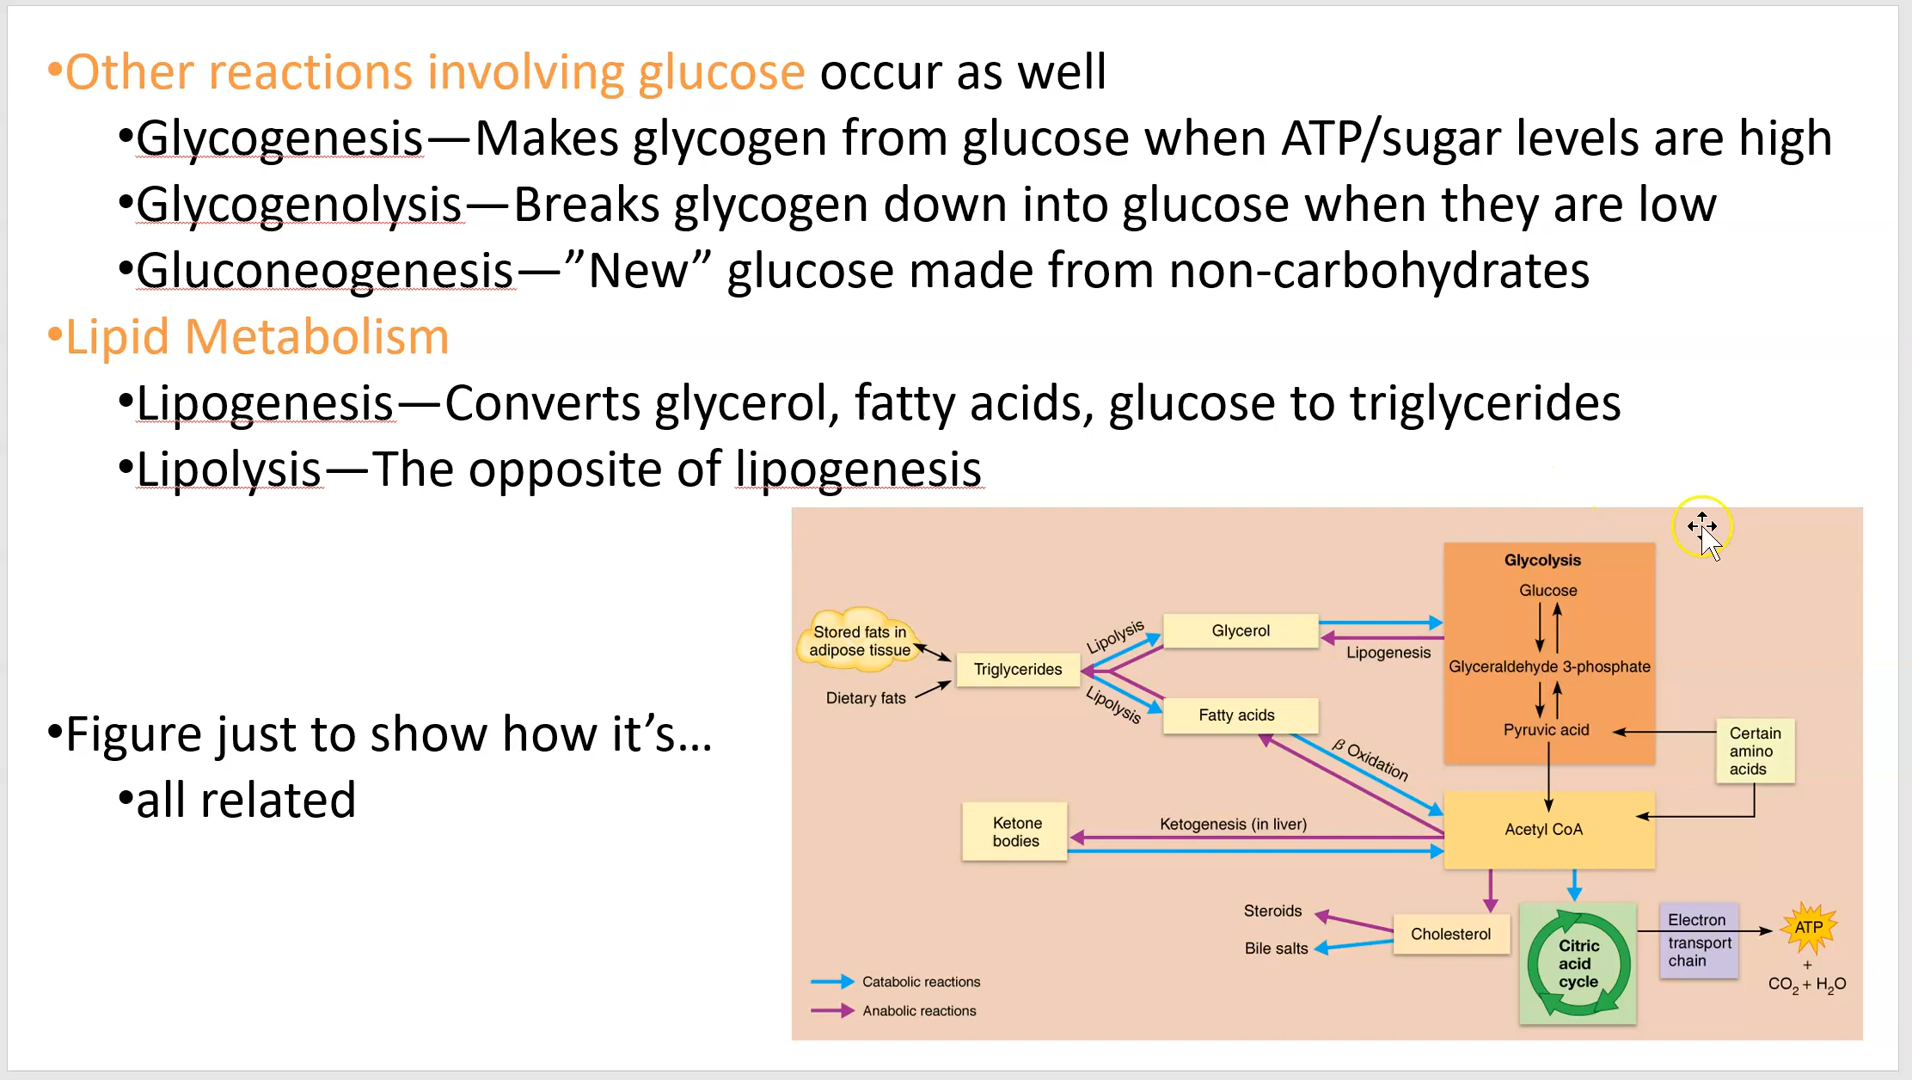 •Other reactions involving glucose occur as well
•Glycogenesis—Makes glycogen from glucose when ATP/sugar levels are high
•Glycogenolysis—Breaks glycogen down into glucose when they are low
•Gluconeogenesis—”New” glucose made from non-carbohydrates
•Lipid Metabolism
•Lipogenesis—Converts glycerol, fatty acids, glucose to triglycerides
•Lipolysis—The opposite of lipogenesis
•Figure just to show how it’s...
•all related
Stored fats in
adipose tissue
Dietary fats
Triglycerides
Lipolysis
Lipolysis
Glycerol
Fatty acids
Lipogenesis
β Oxidation
Glycolysis
Glucose
Glyceraldehyde 3-phosphate
Pyruvic acid
Certain
amino
acids
Acetyl CoA
Ketone
bodies
Ketogenesis (in liver)
Steroids
Bile salts
Cholesterol
Citric
acid
cycle
Electron
transport
chain
ATP
+
CO₂ + H₂O
Catabolic reactions
Anabolic reactions